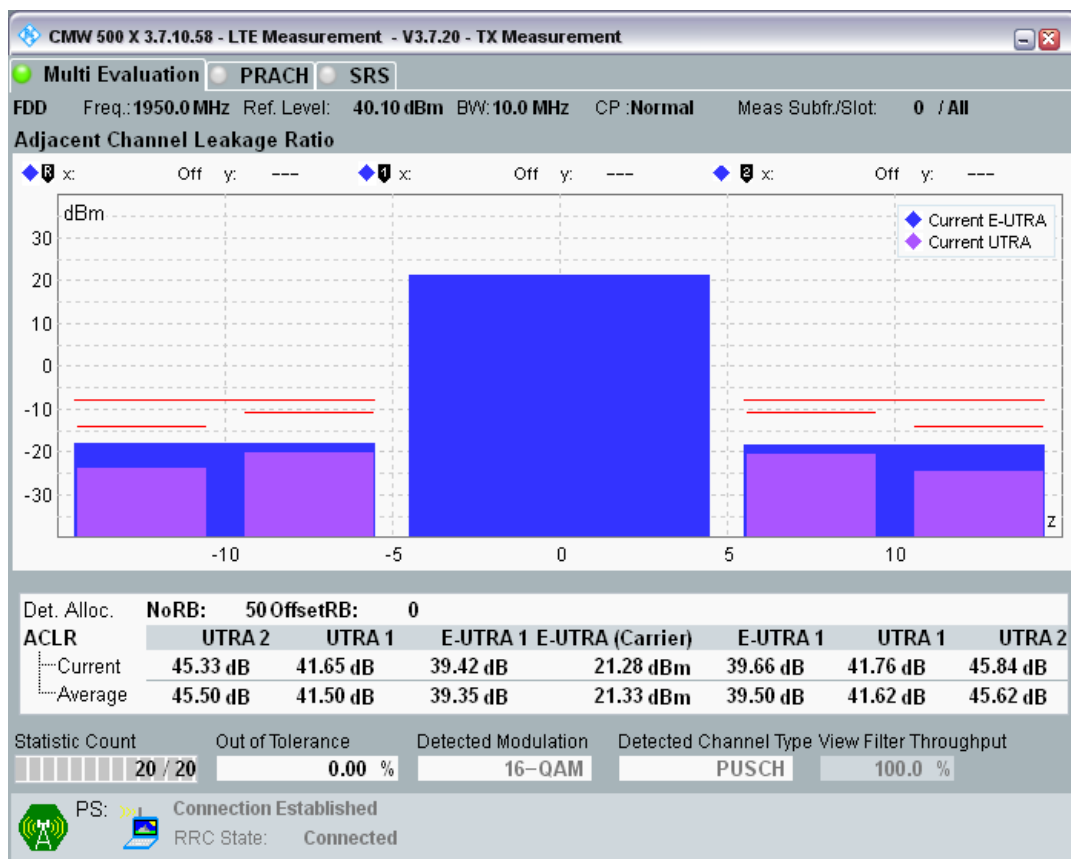 CMW 500 X 3.7.10.58 - LTE Measurement - V3.7.20 - TX Measurement
Multi Evaluation PRACH SRS
FDD Freq.:1950.0 MHz Ref. Level: 40.10 dBm BW:10.0 MHz CP :Normal Meas Subfr./Slot: 0 / All
Adjacent Channel Leakage Ratio
R x: Off y: --- 1 x: Off y: --- 2 x: Off y: ---
dBm
Current E-UTRA
Current UTRA
30
20
10
0
-10
-20
-30
z
-10 -5 0 5 10
Det. Alloc. NoRB: 50 OffsetRB: 0
ACLR UTRA 2 UTRA 1 E-UTRA 1 E-UTRA (Carrier) E-UTRA 1 UTRA 1 UTRA 2
Current 45.33 dB 41.65 dB 39.42 dB 21.28 dBm 39.66 dB 41.76 dB 45.84 dB
Average 45.50 dB 41.50 dB 39.35 dB 21.33 dBm 39.50 dB 41.62 dB 45.62 dB
Statistic Count Out of Tolerance Detected Modulation Detected Channel Type View Filter Throughput
20 / 20 0.00 % 16-QAM PUSCH 100.0 %
PS: Connection Established
RRC State: Connected